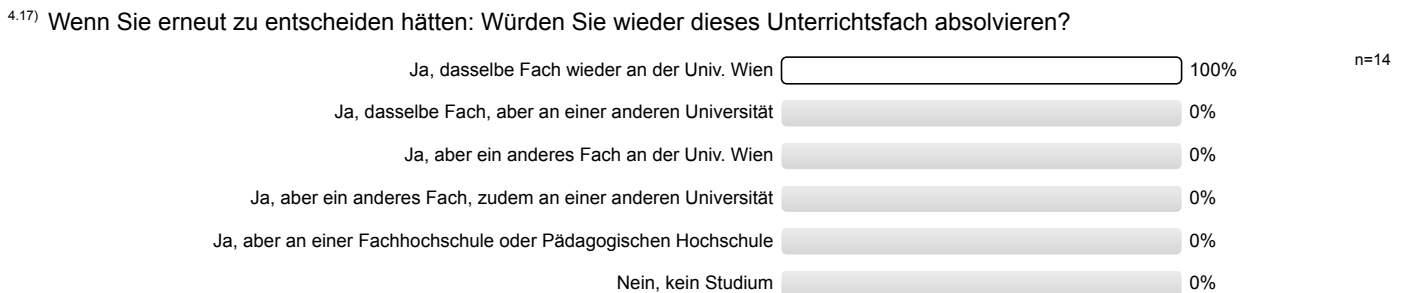 4.17) Wenn Sie erneut zu entscheiden hätten: Würden Sie wieder dieses Unterrichtsfach absolvieren?
Ja, dasselbe Fach wieder an der Univ. Wien 100% n=14
Ja, dasselbe Fach, aber an einer anderen Universität 0%
Ja, aber ein anderes Fach an der Univ. Wien 0%
Ja, aber ein anderes Fach, zudem an einer anderen Universität 0%
Ja, aber an einer Fachhochschule oder Pädagogischen Hochschule 0%
Nein, kein Studium 0%